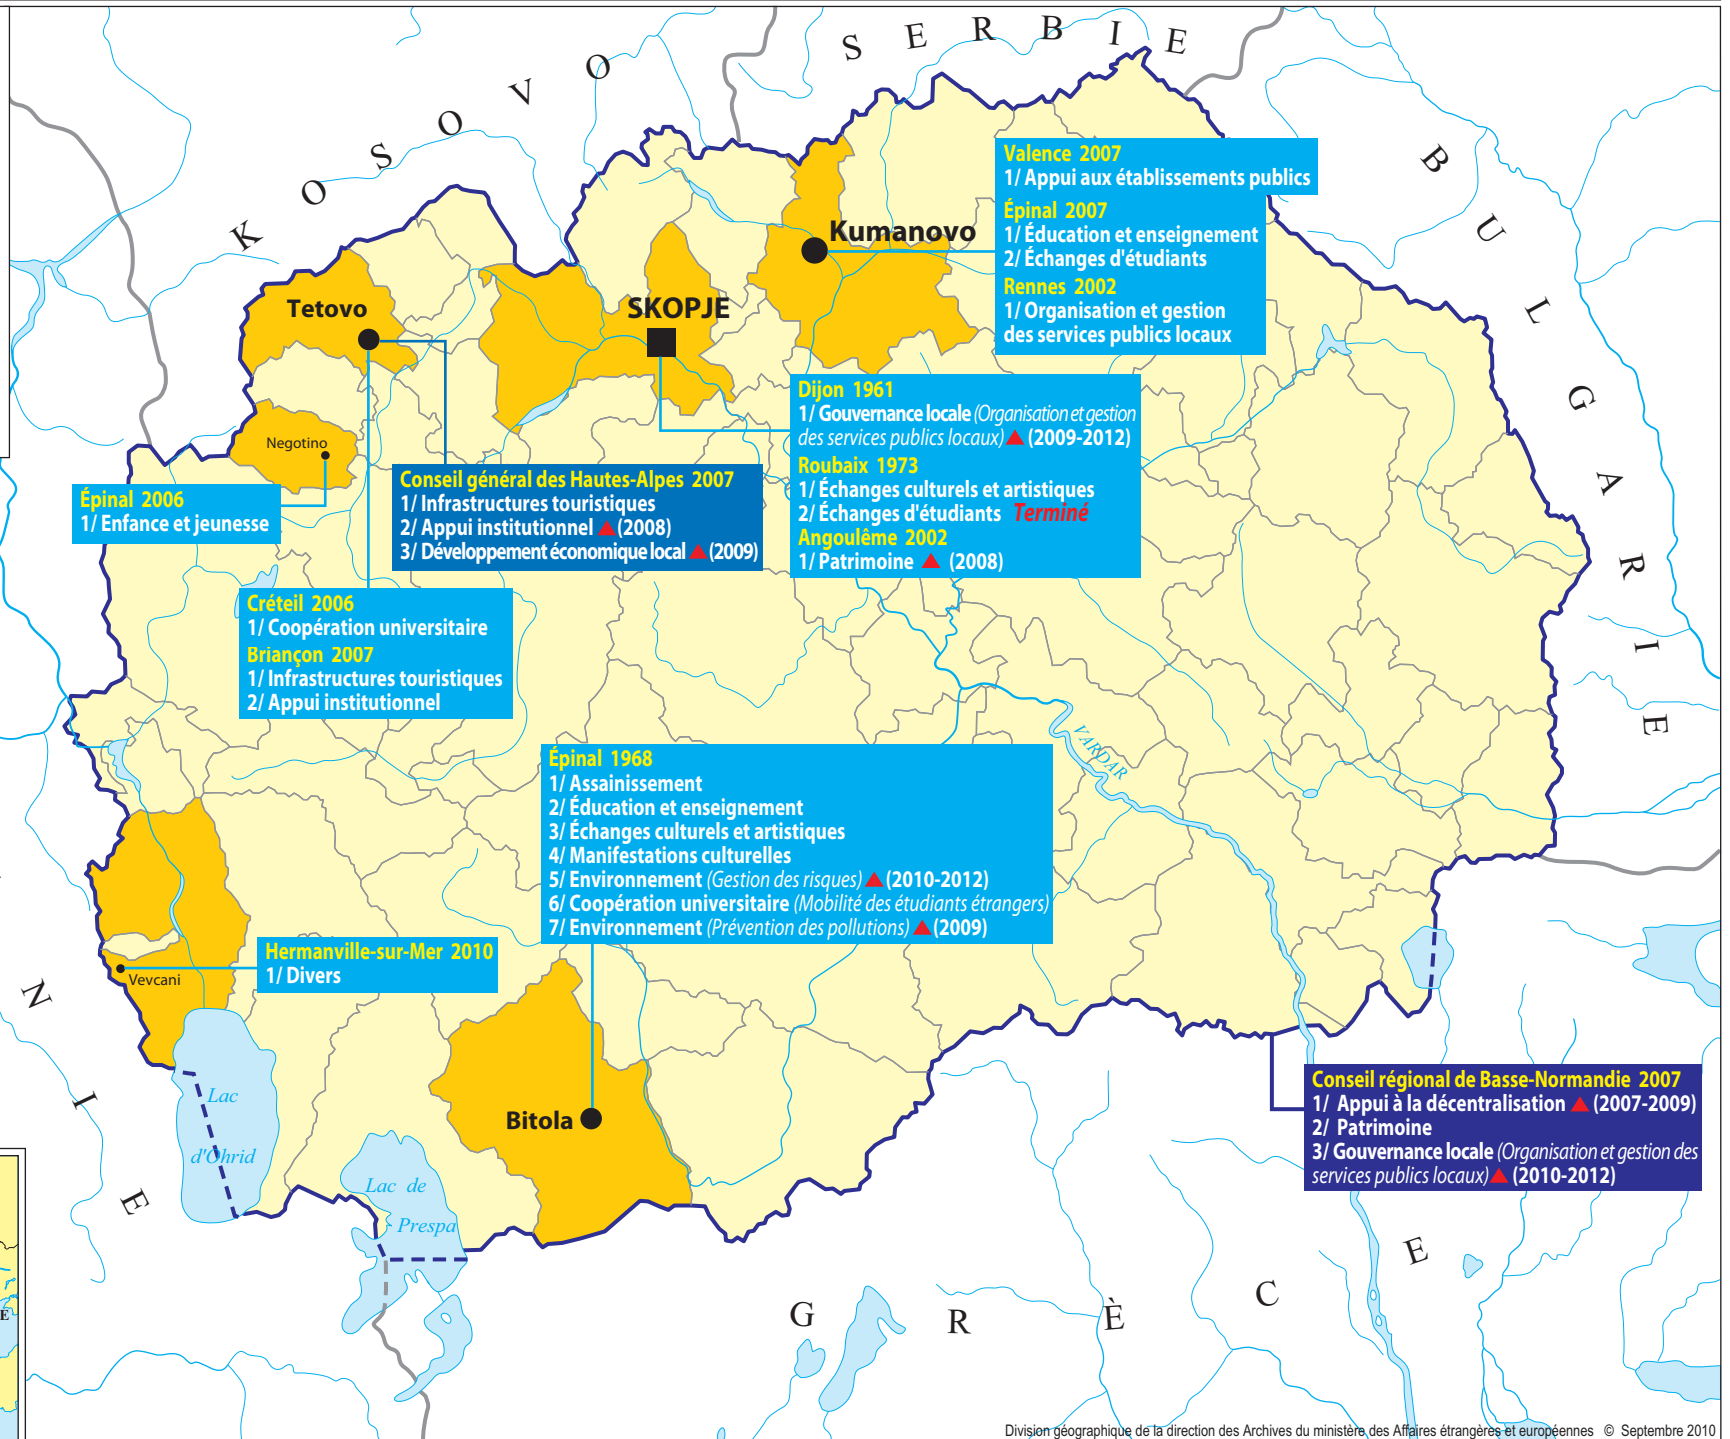 SERBIE
KOSOVO
BULGARIE
Valence 2007
1/ Appui aux établissements publics
Épinal 2007
1/ Éducation et enseignement
2/ Échanges d'étudiants
Rennes 2002
1/ Organisation et gestion
des services publics locaux
Kumanovo
Tetovo
SKOPJE
Dijon 1961
1/ Gouvernance locale (Organisation et gestion
des services publics locaux) (2009-2012)
Roubaix 1973
1/ Échanges culturels et artistiques
2/ Échanges d'étudiants Terminé
Angoulême 2002
1/ Patrimoine (2008)
Negotino
Conseil général des Hautes-Alpes 2007
1/ Infrastructures touristiques
2/ Appui institutionnel (2008)
3/ Développement économique local (2009)
Épinal 2006
1/ Enfance et jeunesse
Créteil 2006
1/ Coopération universitaire
Briançon 2007
1/ Infrastructures touristiques
2/ Appui institutionnel
VARDAR
Épinal 1968
1/ Assainissement
2/ Éducation et enseignement
3/ Échanges culturels et artistiques
4/ Manifestations culturelles
5/ Environnement (Gestion des risques) (2010-2012)
6/ Coopération universitaire (Mobilité des étudiants étrangers)
7/ Environnement (Prévention des pollutions) (2009)
Hermanville-sur-Mer 2010
1/ Divers
Vevcani
NIE
Lac
d'Ohrid
Bitola
Lac de
Prespa
Conseil régional de Basse-Normandie 2007
1/ Appui à la décentralisation (2007-2009)
2/ Patrimoine
3/ Gouvernance locale (Organisation et gestion des
services publics locaux) (2010-2012)
GRÈCE
E
Division géographique de la direction des Archives du ministère des Affaires étrangères et européennes © Septembre 2010